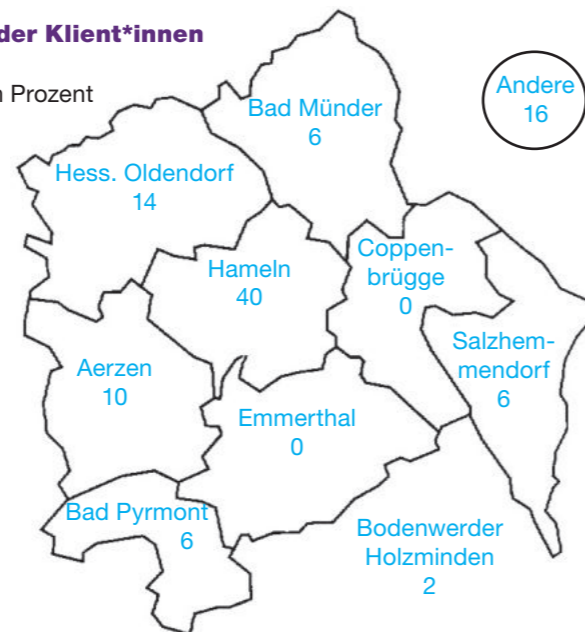 der Klient*innen
n Prozent
Andere
16
Bad Münder
6
Hess. Oldendorf
14
Hameln
40
Coppen-
brügge
0
Salzhem-
mendorf
6
Aerzen
10
Emmerthal
0
Bad Pyrmont
6
Bodenwerder
Holzminden
2